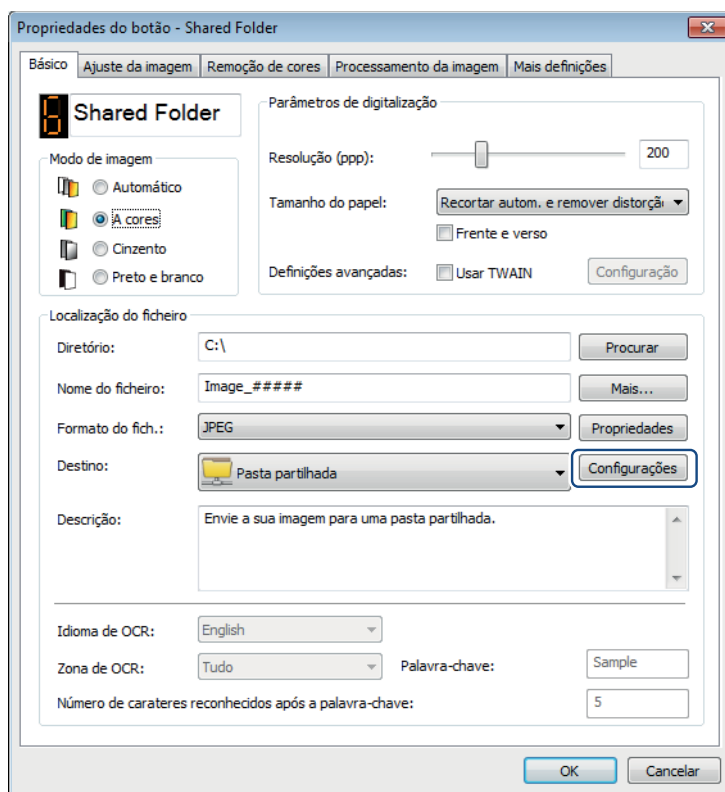 Propriedades do botão - Shared Folder
Básico Ajuste da imagem Remoção de cores Processamento da imagem Mais definições
6 Shared Folder
Parâmetros de digitalização
Modo de imagem
Automático
A cores
Cinzento
Preto e branco
Resolução (ppp): 200
Tamanho do papel: Recortar autom. e remover distorçã
Frente e verso
Definições avançadas: Usar TWAIN Configuração
Localização do ficheiro
Diretório: C:\ Procurar
Nome do ficheiro: Image_##### Mais...
Formato do fich.: JPEG Propriedades
Destino: Pasta partilhada Configurações
Descrição: Envie a sua imagem para uma pasta partilhada.
Idioma de OCR: English
Zona de OCR: Tudo Palavra-chave: Sample
Número de carateres reconhecidos após a palavra-chave: 5
OK Cancelar